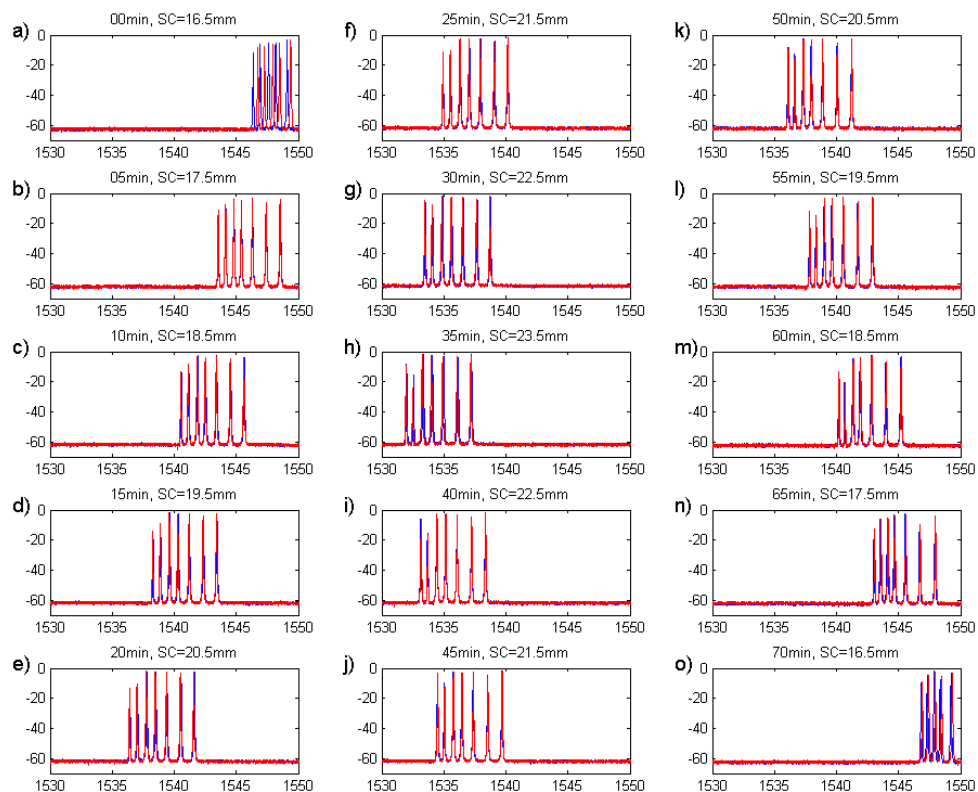 a) 00min, SC=16.5mm
0
-20
-40
-60
1530 1535 1540 1545 1550
b) 05min, SC=17.5mm
0
-20
-40
-60
1530 1535 1540 1545 1550
c) 10min, SC=18.5mm
0
-20
-40
-60
1530 1535 1540 1545 1550
d) 15min, SC=19.5mm
0
-20
-40
-60
1530 1535 1540 1545 1550
e) 20min, SC=20.5mm
0
-20
-40
-60
1530 1535 1540 1545 1550
f) 25min, SC=21.5mm
0
-20
-40
-60
1530 1535 1540 1545 1550
g) 30min, SC=22.5mm
0
-20
-40
-60
1530 1535 1540 1545 1550
h) 35min, SC=23.5mm
0
-20
-40
-60
1530 1535 1540 1545 1550
i) 40min, SC=22.5mm
0
-20
-40
-60
1530 1535 1540 1545 1550
j) 45min, SC=21.5mm
0
-20
-40
-60
1530 1535 1540 1545 1550
k) 50min, SC=20.5mm
0
-20
-40
-60
1530 1535 1540 1545 1550
l) 55min, SC=19.5mm
0
-20
-40
-60
1530 1535 1540 1545 1550
m) 60min, SC=18.5mm
0
-20
-40
-60
1530 1535 1540 1545 1550
n) 65min, SC=17.5mm
0
-20
-40
-60
1530 1535 1540 1545 1550
o) 70min, SC=16.5mm
0
-20
-40
-60
1530 1535 1540 1545 1550